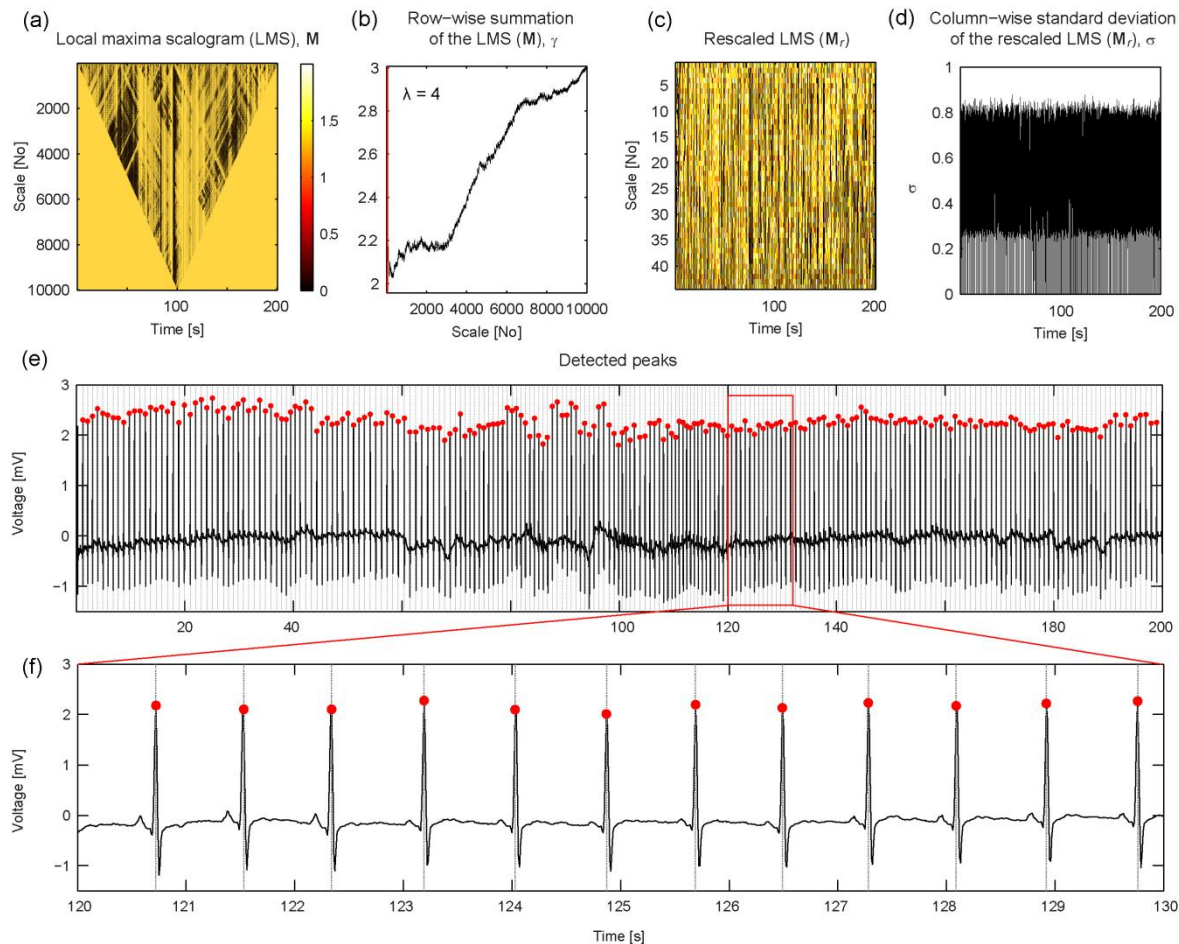 (a)
Local maxima scalogram (LMS), M
2000
4000
6000
8000
10000
Scale [No]
100
200
Time [s]
1.5
1
0.5
0
(b)
Row−wise summation
of the LMS (M), γ
λ = 4
3
2.8
2.6
2.4
2.2
2
2000 4000 6000 8000 10000
Scale [No]
(c)
Rescaled LMS (Mr)
5
10
15
20
25
30
35
40
Scale [No]
100
200
Time [s]
(d)
Column−wise standard deviation
of the rescaled LMS (Mr), σ
1
0.8
0.6
0.4
0.2
0
σ
100
200
Time [s]
(e)
Detected peaks
3
2
1
0
−1
Voltage [mV]
20 40 100 120 140 180 200
(f)
3
2
1
0
−1
Voltage [mV]
120 121 122 123 124 125 126 127 128 129 130
Time [s]